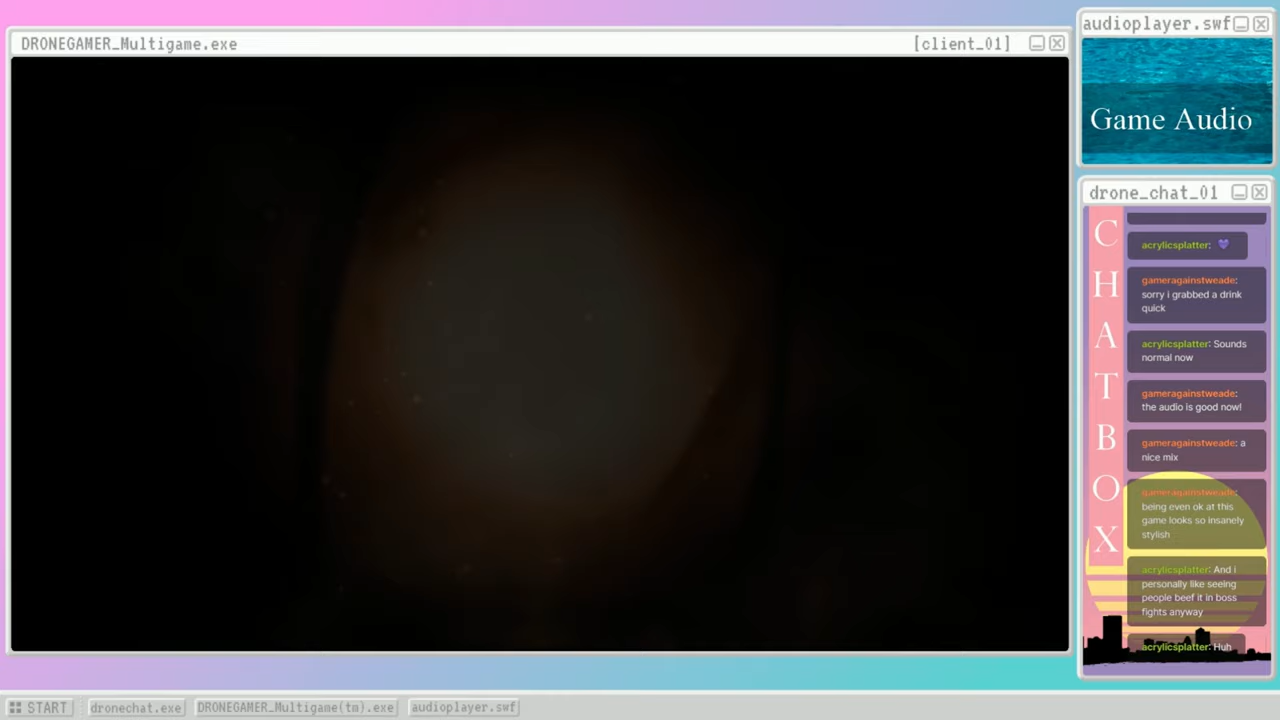 DRONEGAMER_Multigame.exe
[client_01]
audioplayer.swf
Game Audio
drone_chat_01
CHATBOX
acrylicsplatter: 💜
gameragainstweade:
sorry i grabbed a drink
quick
acrylicsplatter: Sounds
normal now
gameragainstweade:
the audio is good now!
gameragainstweade: a
nice mix
gameragainstweade:
being even ok at this
game looks so insanely
stylish
acrylicsplatter: And i
personally like seeing
people beef it in boss
fights anyway
acrylicsplatter: Huh
START
dronechat.exe
DRONEGAMER_Multigame(tm).exe
audioplayer.swf